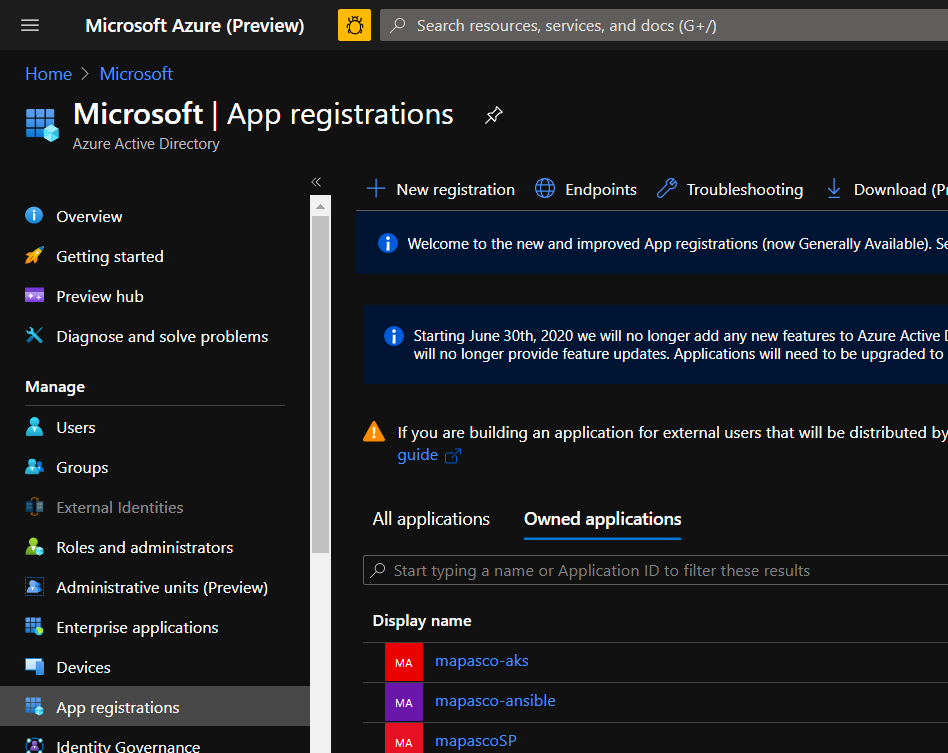 Microsoft Azure (Preview)
Search resources, services, and docs (G+/)
Home > Microsoft
Microsoft | App registrations
Azure Active Directory
«
Overview
Getting started
Preview hub
Diagnose and solve problems
Manage
Users
Groups
External Identities
Roles and administrators
Administrative units (Preview)
Enterprise applications
Devices
App registrations
Identity Governance
New registration Endpoints Troubleshooting Download (Pr
Welcome to the new and improved App registrations (now Generally Available). Se
Starting June 30th, 2020 we will no longer add any new features to Azure Active D
will no longer provide feature updates. Applications will need to be upgraded to
If you are building an application for external users that will be distributed by
guide
All applications Owned applications
Start typing a name or Application ID to filter these results
Display name
MA mapasco-aks
MA mapasco-ansible
MA mapascoSP